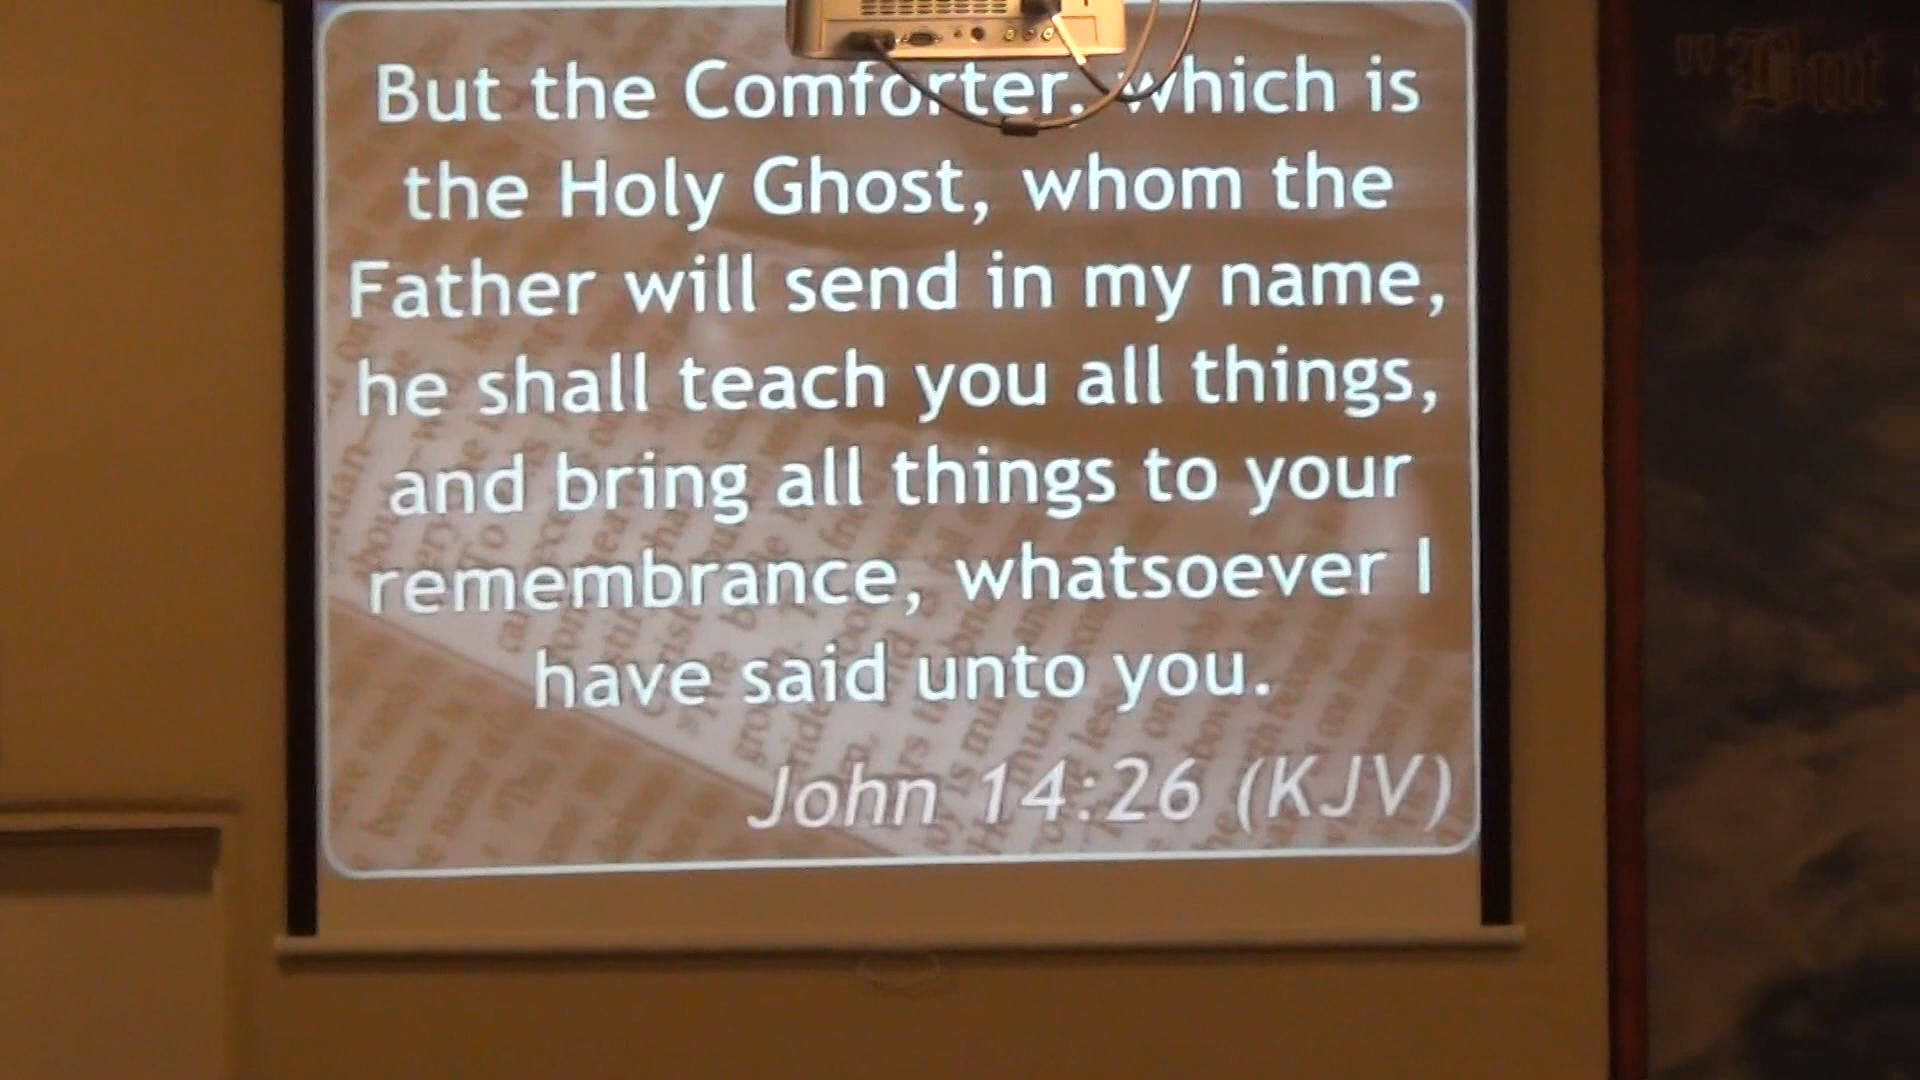 But the Comforter, which is
the Holy Ghost, whom the
Father will send in my name,
he shall teach you all things,
and bring all things to your
remembrance, whatsoever I
have said unto you.
John 14:26 (KJV)
"But